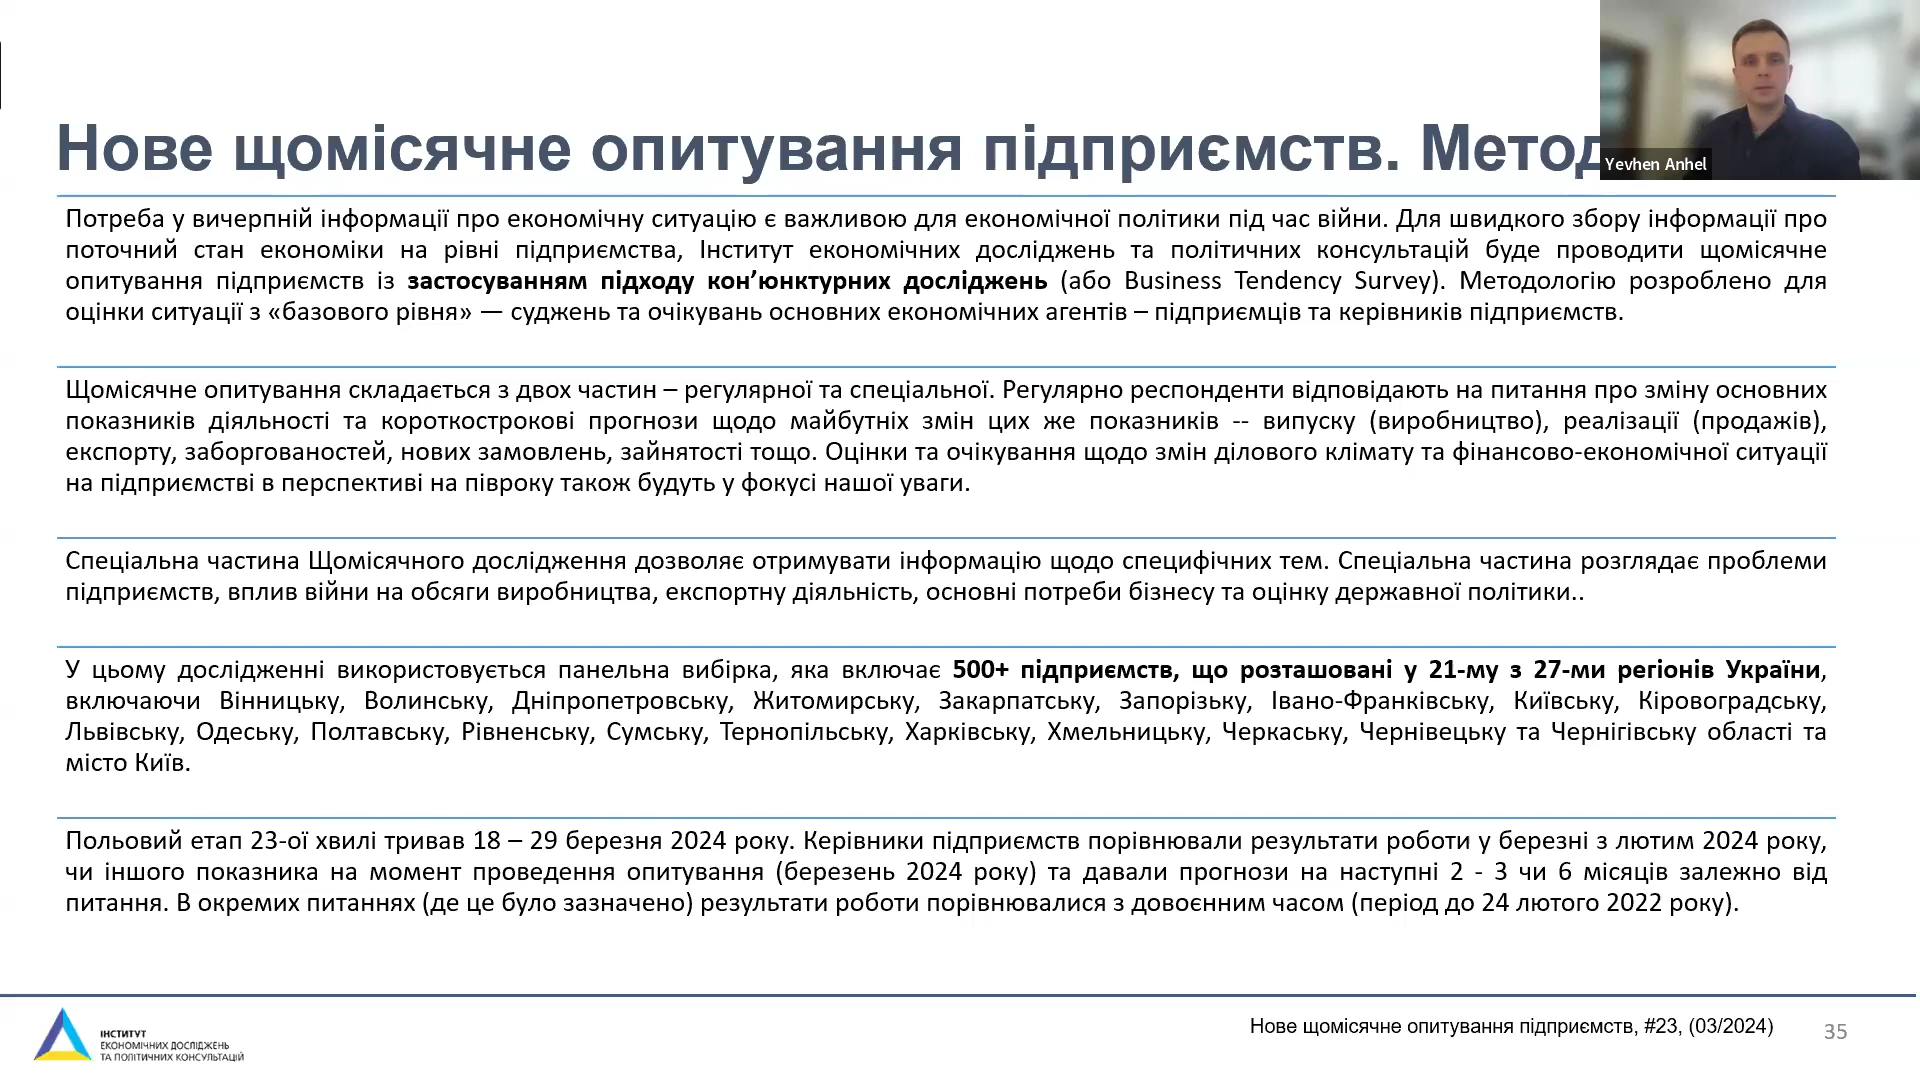 Нове щомісячне опитування підприємств. Метод
Yevhen Anhel
Потреба у вичерпній інформації про економічну ситуацію є важливою для економічної політики під час війни. Для швидкого збору інформації про
поточний стан економіки на рівні підприємства, Інститут економічних досліджень та політичних консультацій буде проводити щомісячне
опитування підприємств із застосуванням підходу кон’юнктурних досліджень (або Business Tendency Survey). Методологію розроблено для
оцінки ситуації з «базового рівня» — суджень та очікувань основних економічних агентів – підприємців та керівників підприємств.
Щомісячне опитування складається з двох частин – регулярної та спеціальної. Регулярно респонденти відповідають на питання про зміну основних
показників діяльності та короткострокові прогнози щодо майбутніх змін цих же показників -- випуску (виробництво), реалізації (продажів),
експорту, заборгованостей, нових замовлень, зайнятості тощо. Оцінки та очікування щодо змін ділового клімату та фінансово-економічної ситуації
на підприємстві в перспективі на півроку також будуть у фокусі нашої уваги.
Спеціальна частина Щомісячного дослідження дозволяє отримувати інформацію щодо специфічних тем. Спеціальна частина розглядає проблеми
підприємств, вплив війни на обсяги виробництва, експортну діяльність, основні потреби бізнесу та оцінку державної політики..
У цьому дослідженні використовується панельна вибірка, яка включає 500+ підприємств, що розташовані у 21-му з 27-ми регіонів України,
включаючи Вінницьку, Волинську, Дніпропетровську, Житомирську, Закарпатську, Запорізьку, Івано-Франківську, Київську, Кіровоградську,
Львівську, Одеську, Полтавську, Рівненську, Сумську, Тернопільську, Харківську, Хмельницьку, Черкаську, Чернівецьку та Чернігівську області та
місто Київ.
Польовий етап 23-ої хвилі тривав 18 – 29 березня 2024 року. Керівники підприємств порівнювали результати роботи у березні з лютим 2024 року,
чи іншого показника на момент проведення опитування (березень 2024 року) та давали прогнози на наступні 2 - 3 чи 6 місяців залежно від
питання. В окремих питаннях (де це було зазначено) результати роботи порівнювалися з довоєнним часом (період до 24 лютого 2022 року).
ІНСТИТУТ
ЕКОНОМІЧНИХ ДОСЛІДЖЕНЬ
ТА ПОЛІТИЧНИХ КОНСУЛЬТАЦІЙ
Нове щомісячне опитування підприємств, #23, (03/2024)
35